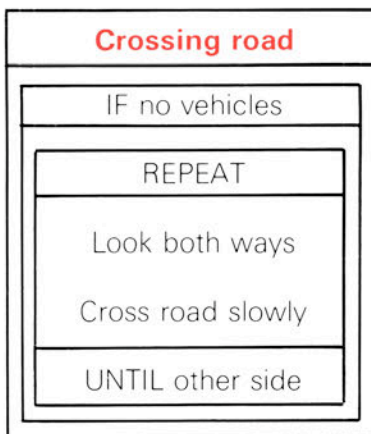 Crossing road
IF no vehicles
REPEAT
Look both ways
Cross road slowly
UNTIL other side